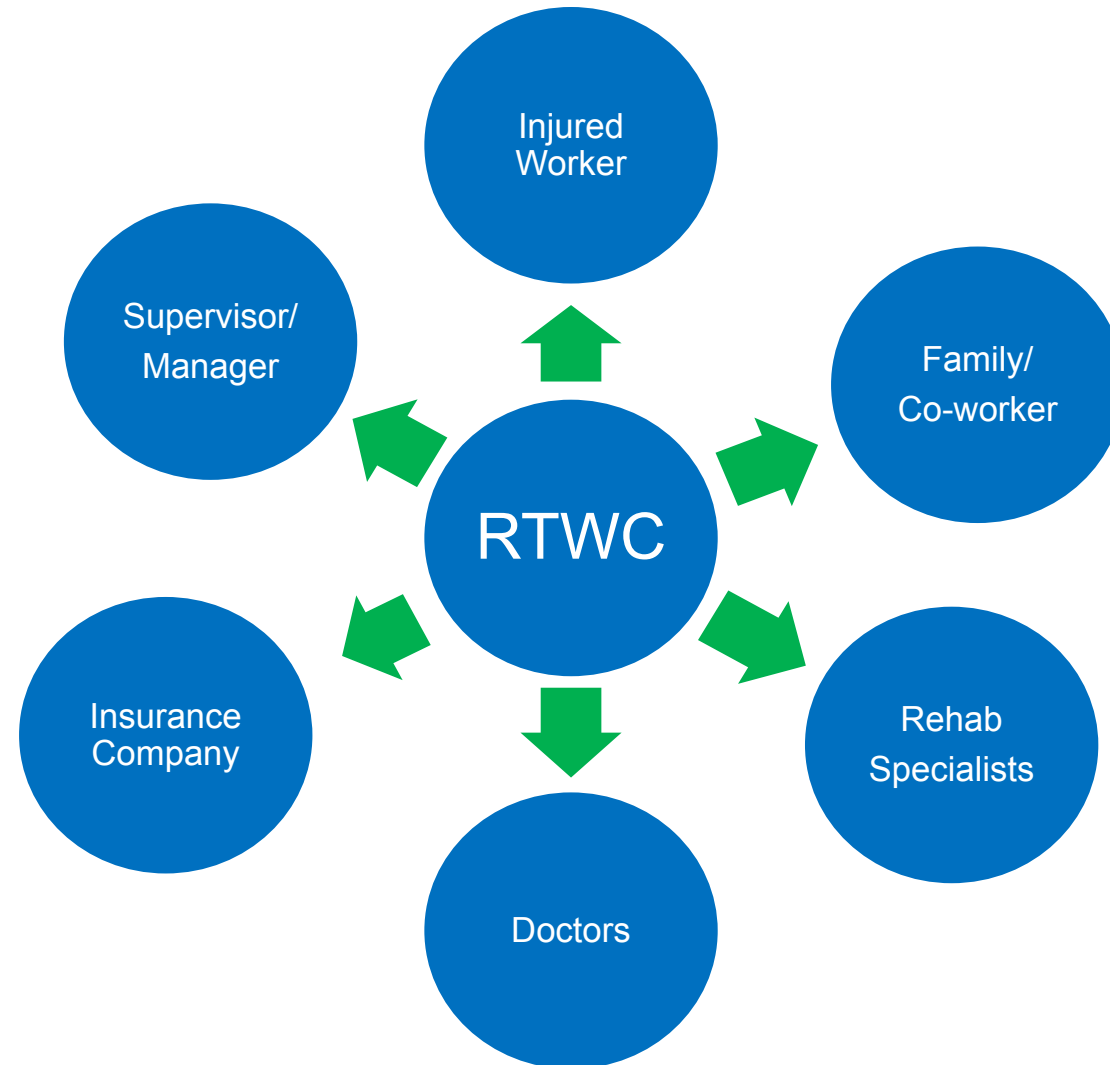 Injured
Worker
Supervisor/
Manager
Family/
Co-worker
RTWC
Insurance
Company
Rehab
Specialists
Doctors